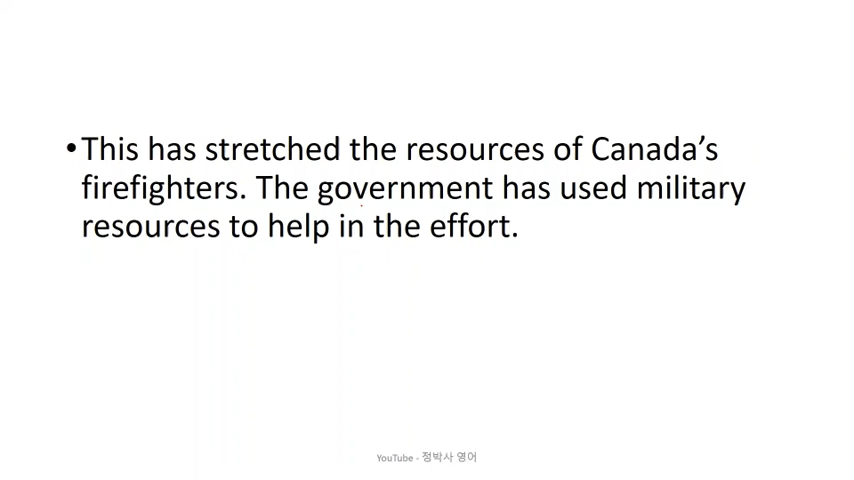 •This has stretched the resources of Canada’s
firefighters. The government has used military
resources to help in the effort.
YouTube - 정박사 영어